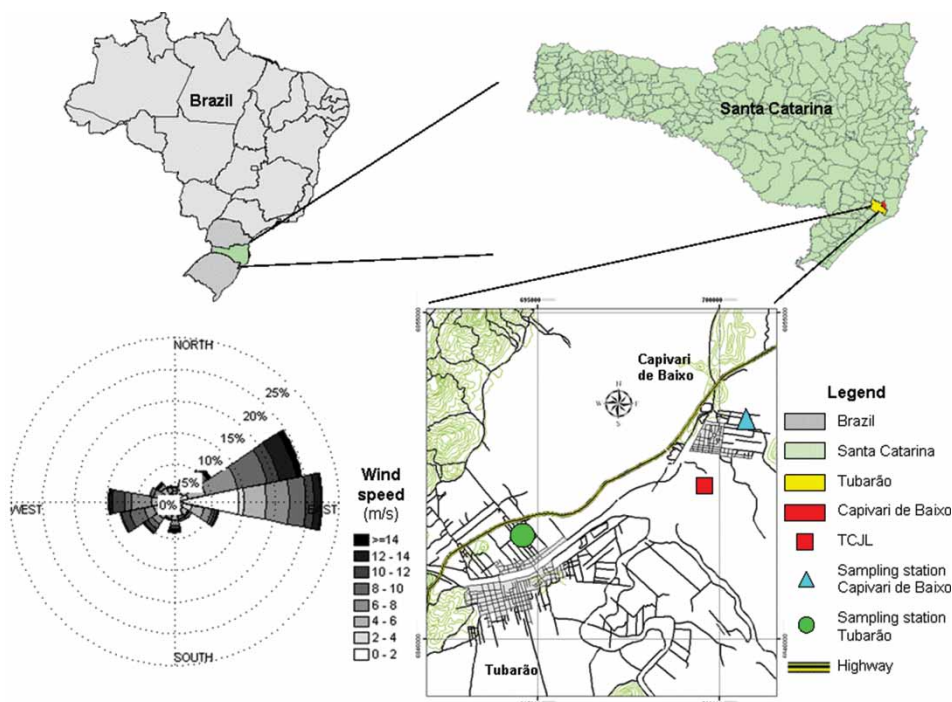 Brazil
Santa Catarina
NORTH
25%
20%
15%
10%
5%
0%
WEST
EAST
SOUTH
Wind
speed
(m/s)
>=14
12 - 14
10 - 12
8 - 10
6 - 8
4 - 6
2 - 4
0 - 2
695000
700000
Capivari
de Baixo
N
W
E
S
Tubarão
Legend
Brazil
Santa Catarina
Tubarão
Capivari de Baixo
TCJL
Sampling station
Capivari de Baixo
Sampling station
Tubarão
Highway